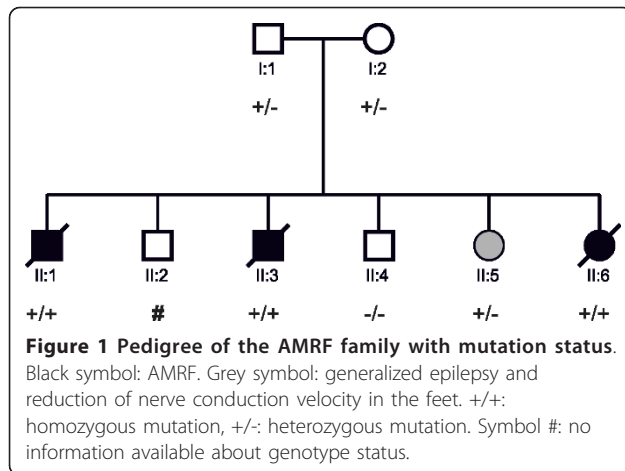 I:1 I:2
+/- +/-
II:1 II:2 II:3 II:4 II:5 II:6
+/+ # +/+ -/- +/- +/+
Figure 1 Pedigree of the AMRF family with mutation status.
Black symbol: AMRF. Grey symbol: generalized epilepsy and
reduction of nerve conduction velocity in the feet. +/+:
homozygous mutation, +/-: heterozygous mutation. Symbol #: no
information available about genotype status.